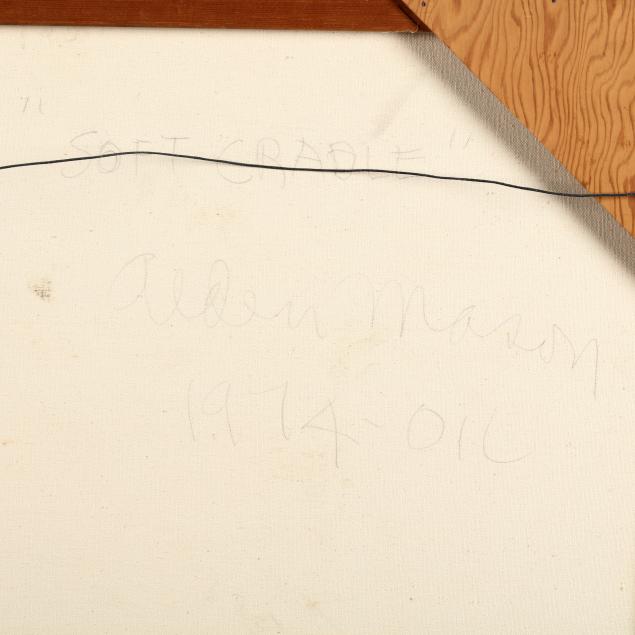 "SOFT CRADLE"
Alden Mason
1974-OIL